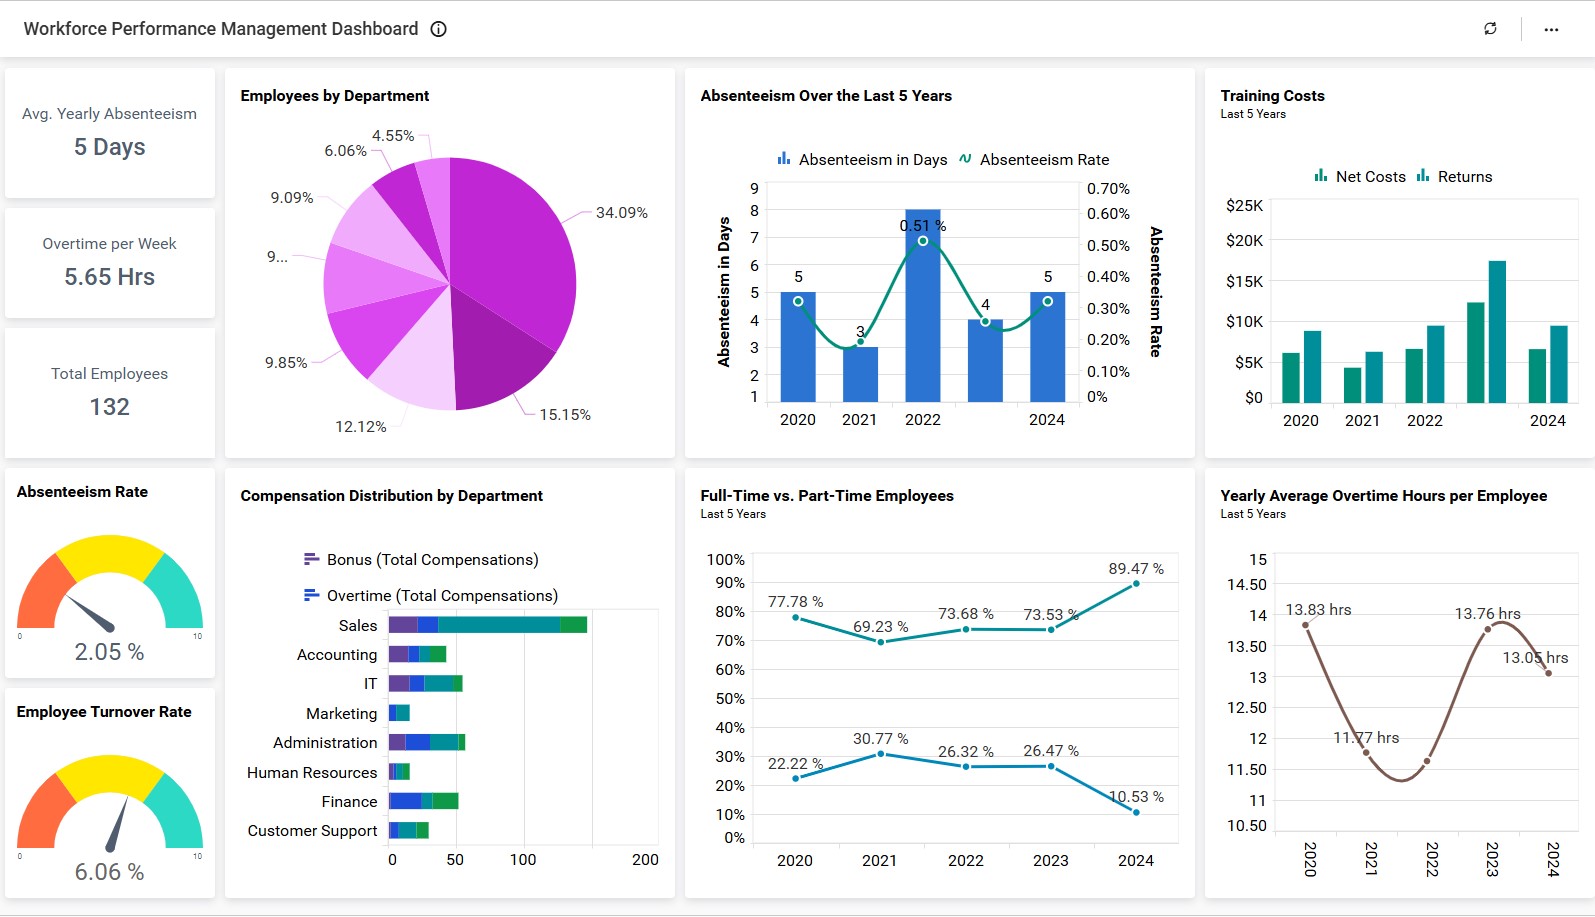 Workforce Performance Management Dashboard
Avg. Yearly Absenteeism
5 Days
Overtime per Week
5.65 Hrs
Total Employees
132
Absenteeism Rate
0
10
2.05 %
Employee Turnover Rate
0
10
6.06 %
Employees by Department
4.55%
6.06%
9.09%
34.09%
9...
9.85%
15.15%
12.12%
Absenteeism Over the Last 5 Years
Absenteeism in Days
Absenteeism Rate
9
8
7
6
5
4
3
2
1
Absenteeism in Days
5
3
0.51 %
4
5
0.70%
0.60%
0.50%
0.40%
0.30%
0.20%
0.10%
0%
Absenteeism Rate
2020
2021
2022
2024
Training Costs
Last 5 Years
Net Costs
Returns
$25K
$20K
$15K
$10K
$5K
$0
2020
2021
2022
2024
Compensation Distribution by Department
Bonus (Total Compensations)
Overtime (Total Compensations)
Sales
Accounting
IT
Marketing
Administration
Human Resources
Finance
Customer Support
0
50
100
200
Full-Time vs. Part-Time Employees
Last 5 Years
100%
90%
80%
70%
60%
50%
40%
30%
20%
10%
0%
77.78 %
69.23 %
73.68 %
73.53 %
89.47 %
22.22 %
30.77 %
26.32 %
26.47 %
10.53 %
2020
2021
2022
2023
2024
Yearly Average Overtime Hours per Employee
Last 5 Years
15
14.50
14
13.50
13
12.50
12
11.50
11
10.50
13.83 hrs
11.77 hrs
13.76 hrs
13.05 hrs
2020
2021
2022
2023
2024